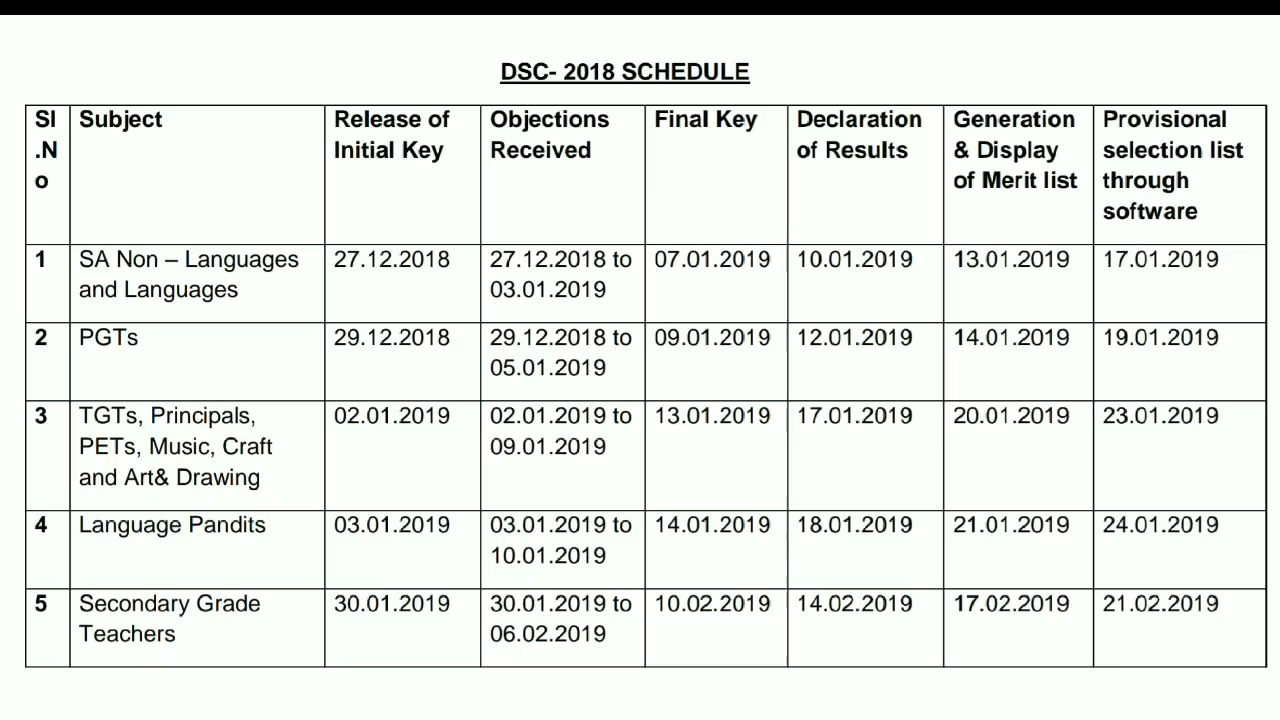 DSC- 2018 SCHEDULE
Sl .N o | Subject | Release of Initial Key | Objections Received | Final Key | Declaration of Results | Generation & Display of Merit list | Provisional selection list through software
1 | SA Non – Languages and Languages | 27.12.2018 | 27.12.2018 to 03.01.2019 | 07.01.2019 | 10.01.2019 | 13.01.2019 | 17.01.2019
2 | PGTs | 29.12.2018 | 29.12.2018 to 05.01.2019 | 09.01.2019 | 12.01.2019 | 14.01.2019 | 19.01.2019
3 | TGTs, Principals, PETs, Music, Craft and Art& Drawing | 02.01.2019 | 02.01.2019 to 09.01.2019 | 13.01.2019 | 17.01.2019 | 20.01.2019 | 23.01.2019
4 | Language Pandits | 03.01.2019 | 03.01.2019 to 10.01.2019 | 14.01.2019 | 18.01.2019 | 21.01.2019 | 24.01.2019
5 | Secondary Grade Teachers | 30.01.2019 | 30.01.2019 to 06.02.2019 | 10.02.2019 | 14.02.2019 | 17.02.2019 | 21.02.2019